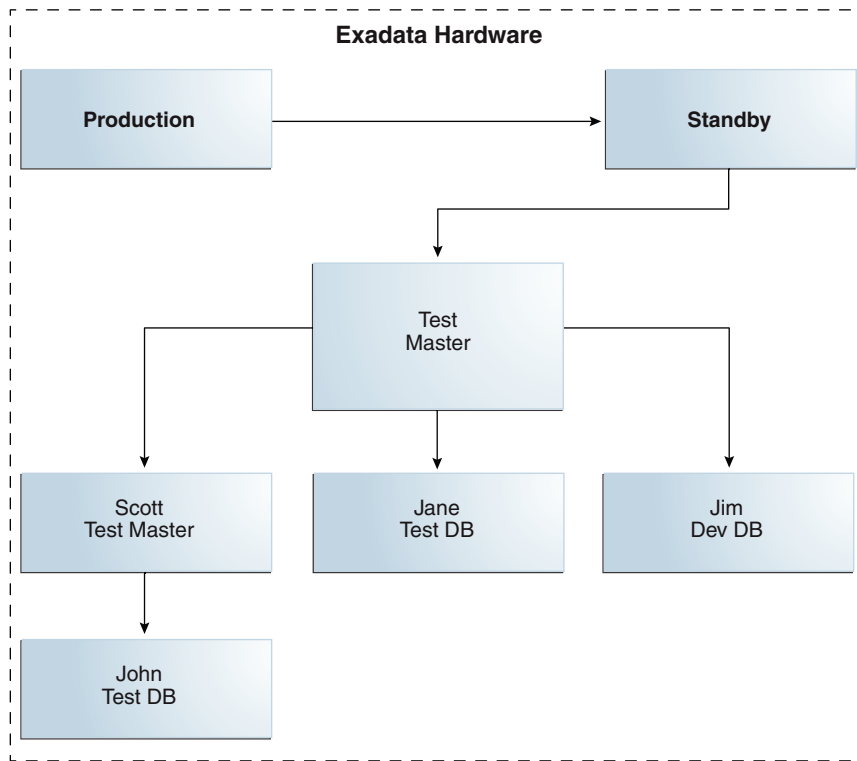 Exadata Hardware
Production
Standby
Test
Master
Scott
Test Master
Jane
Test DB
Jim
Dev DB
John
Test DB